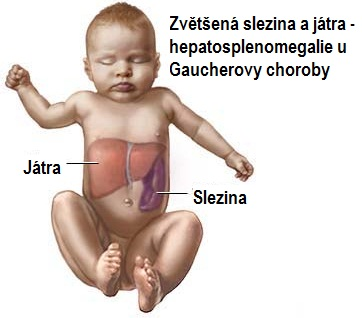 Zvětšená slezina a játra -
hepatosplenomegalie u
Gaucherovy choroby
Játra
Slezina